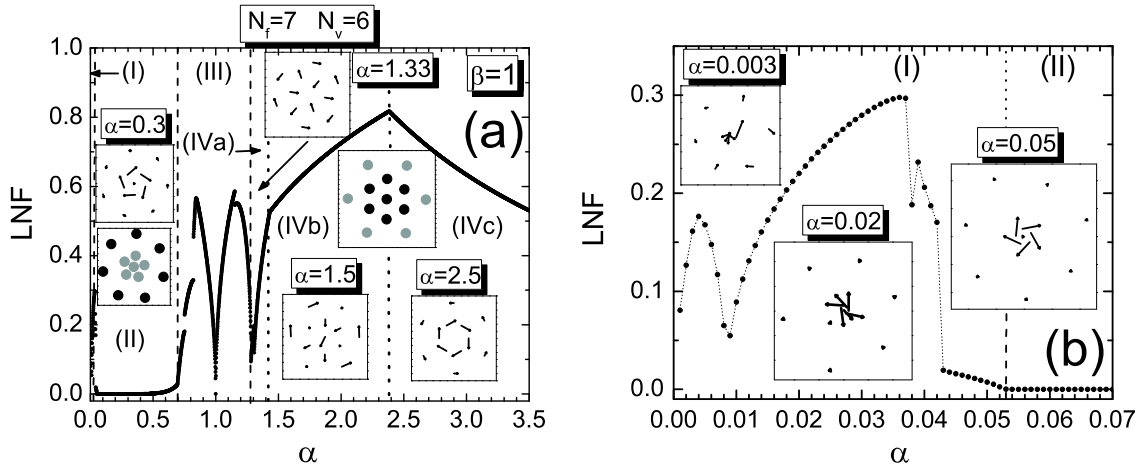 N_f=7 N_v=6
1.0
0.8
0.6
0.4
0.2
0.0
LNF
(I)
(III)
α=1.33
β=1
(a)
α=0.3
(IVa)
(IVb)
(IVc)
(II)
α=1.5
α=2.5
0.0 0.5 1.0 1.5 2.0 2.5 3.0 3.5
α
0.3
0.2
0.1
0.0
LNF
α=0.003
(I)
(II)
α=0.05
α=0.02
(b)
0.00 0.01 0.02 0.03 0.04 0.05 0.06 0.07
α